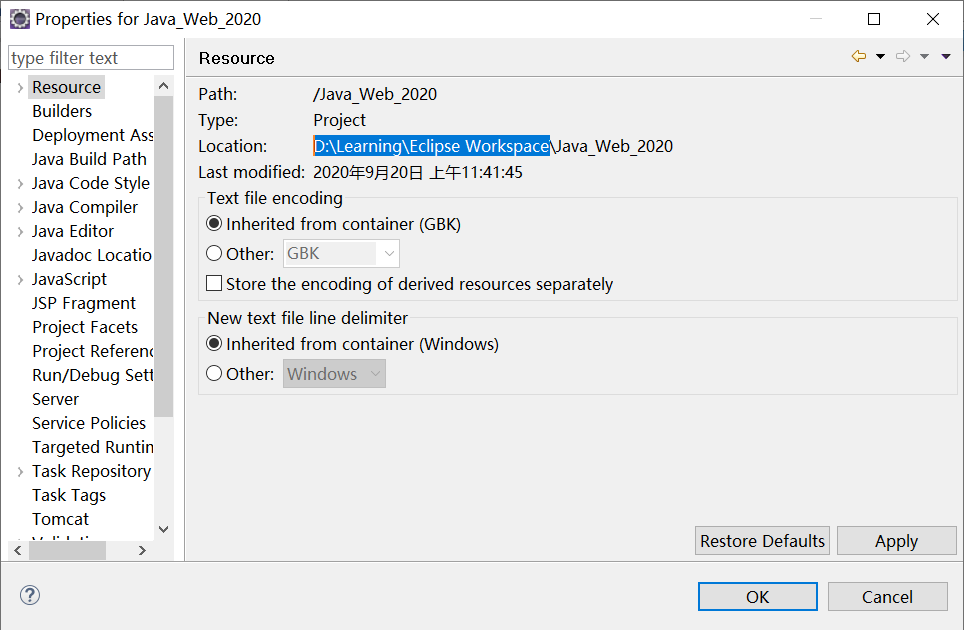 Properties for Java_Web_2020
type filter text
Resource
Builders
Deployment Ass
Java Build Path
Java Code Style
Java Compiler
Java Editor
Javadoc Locatio
JavaScript
JSP Fragment
Project Facets
Project Referenc
Run/Debug Sett
Server
Service Policies
Targeted Runtin
Task Repository
Task Tags
Tomcat
Resource
Path: /Java_Web_2020
Type: Project
Location: D:\Learning\Eclipse Workspace\Java_Web_2020
Last modified: 2020年9月20日 上午11:41:45
Text file encoding
Inherited from container (GBK)
Other: GBK
Store the encoding of derived resources separately
New text file line delimiter
Inherited from container (Windows)
Other: Windows
Restore Defaults Apply
? OK Cancel